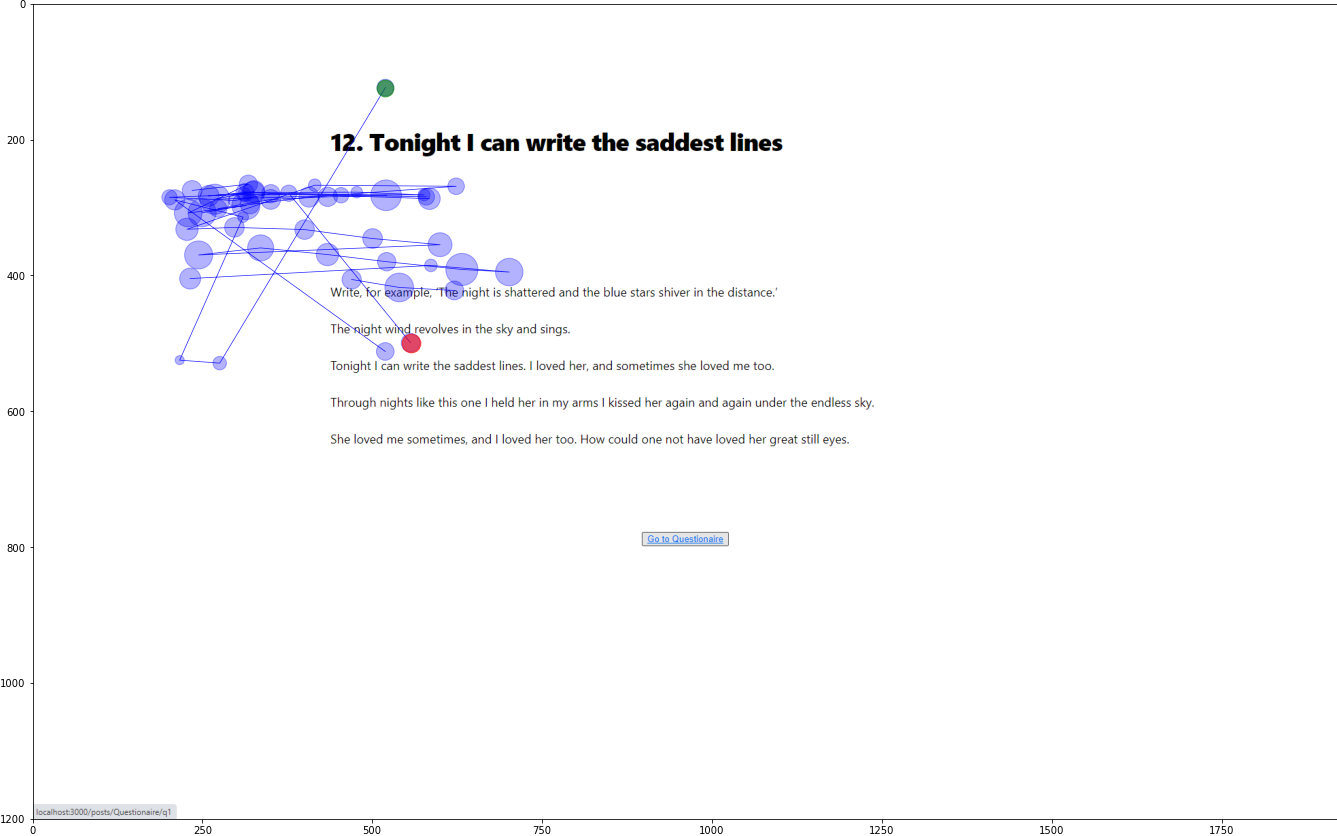 12. Tonight I can write the saddest lines
Write, for example, ‘The night is shattered and the blue stars shiver in the distance.’
The night wind revolves in the sky and sings.
Tonight I can write the saddest lines. I loved her, and sometimes she loved me too.
Through nights like this one I held her in my arms I kissed her again and again under the endless sky.
She loved me sometimes, and I loved her too. How could one not have loved her great still eyes.
Go to Questionaire
localhost:3000/posts/Questionaire/q1
0
200
400
600
800
1000
1200
0 250 500 750 1000 1250 1500 1750